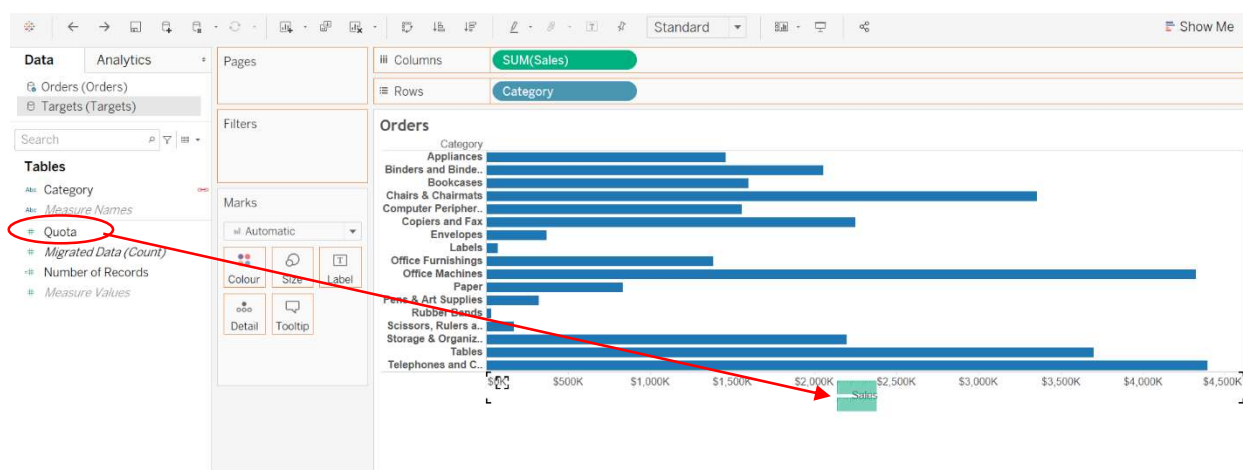 Standard
Show Me
Data
Analytics
Pages
Columns
SUM(Sales)
Orders (Orders)
Rows
Category
Targets (Targets)
Filters
Orders
Search
Category
Tables
Appliances
Binders and Binde..
Abc Category
Bookcases
Marks
Chairs & Chairmats
Abc Measure Names
Computer Peripher..
# Quota
Automatic
Copiers and Fax
Envelopes
# Migrated Data (Count)
Labels
Office Furnishings
Number of Records
Colour
Size
Label
Office Machines
Paper
# Measure Values
Pens & Art Supplies
Rubber Bands
Detail
Tooltip
Scissors, Rulers a..
Storage & Organiz..
Tables
Telephones and C..
$500K
$1,000K
$1,500K
$2,000K
$2,500K
$3,000K
$3,500K
$4,000K
$4,500K
Sales